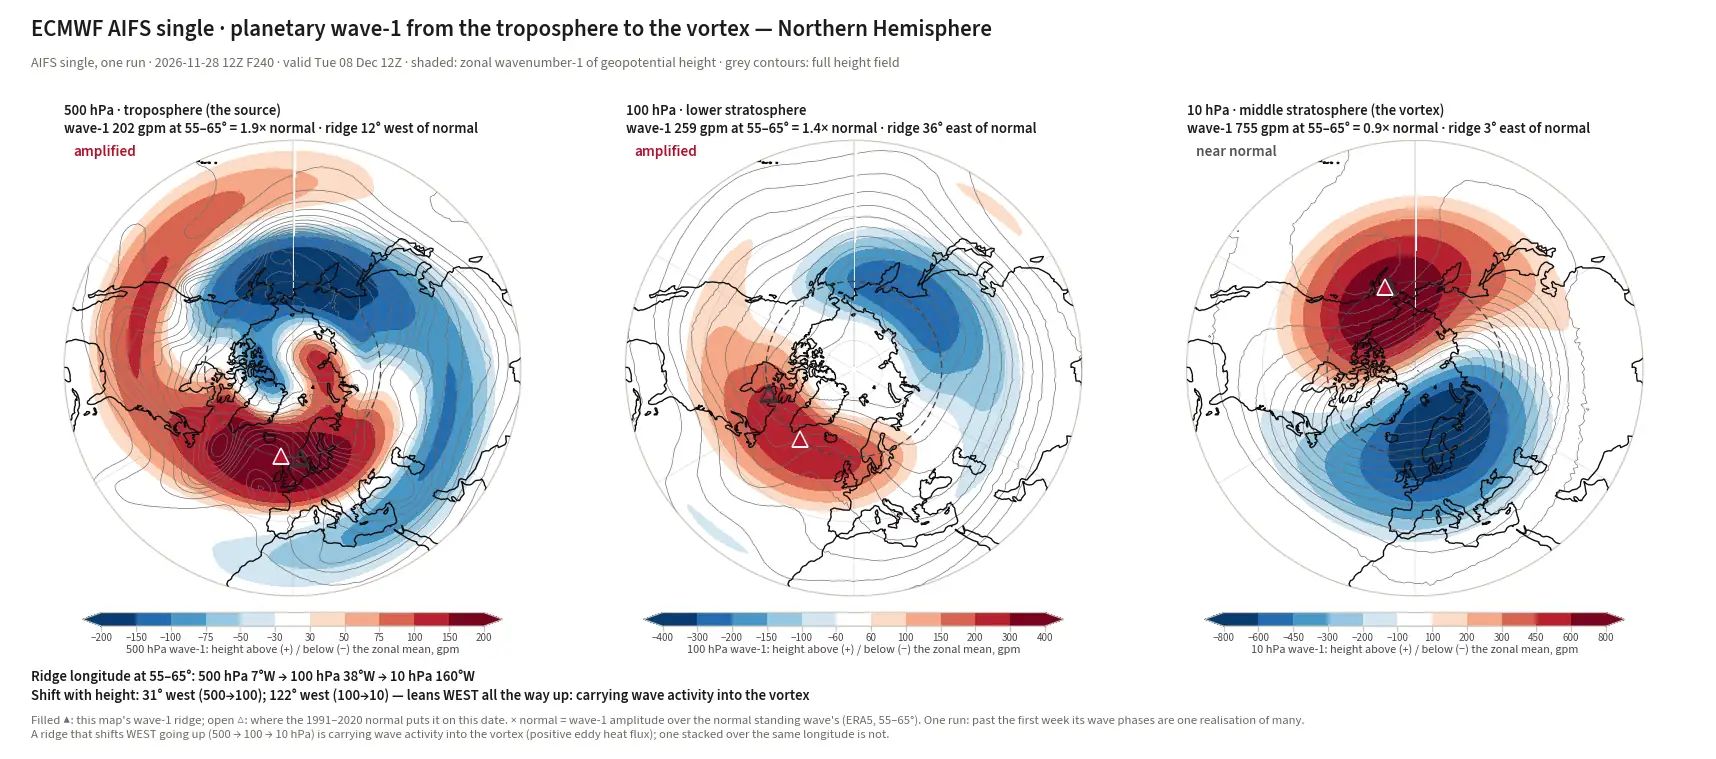 ECMWF AIFS single · planetary wave-1 from the troposphere to the vortex — Northern Hemisphere
AIFS single, one run · 2026-11-28 12Z F240 · valid Tue 08 Dec 12Z · shaded: zonal wavenumber-1 of geopotential height · grey contours: full height field
500 hPa · troposphere (the source)
wave-1 202 gpm at 55–65° = 1.9× normal · ridge 12° west of normal
amplified
100 hPa · lower stratosphere
wave-1 259 gpm at 55–65° = 1.4× normal · ridge 36° east of normal
amplified
10 hPa · middle stratosphere (the vortex)
wave-1 755 gpm at 55–65° = 0.9× normal · ridge 3° east of normal
near normal
−200 −150 −100 −75 −50 −30 30 50 75 100 150 200
500 hPa wave-1: height above (+) / below (−) the zonal mean, gpm
−400 −300 −200 −150 −100 −60 60 100 150 200 300 400
100 hPa wave-1: height above (+) / below (−) the zonal mean, gpm
−800 −600 −450 −300 −200 −100 100 200 300 450 600 800
10 hPa wave-1: height above (+) / below (−) the zonal mean, gpm
Ridge longitude at 55–65°: 500 hPa 7°W → 100 hPa 38°W → 10 hPa 160°W
Shift with height: 31° west (500→100); 122° west (100→10) — leans WEST all the way up: carrying wave activity into the vortex
Filled ▲: this map's wave-1 ridge; open △: where the 1991–2020 normal puts it on this date. × normal = wave-1 amplitude over the normal standing wave's (ERA5, 55–65°). One run: past the first week its wave phases are one realisation of many.
A ridge that shifts WEST going up (500 → 100 → 10 hPa) is carrying wave activity into the vortex (positive eddy heat flux); one stacked over the same longitude is not.